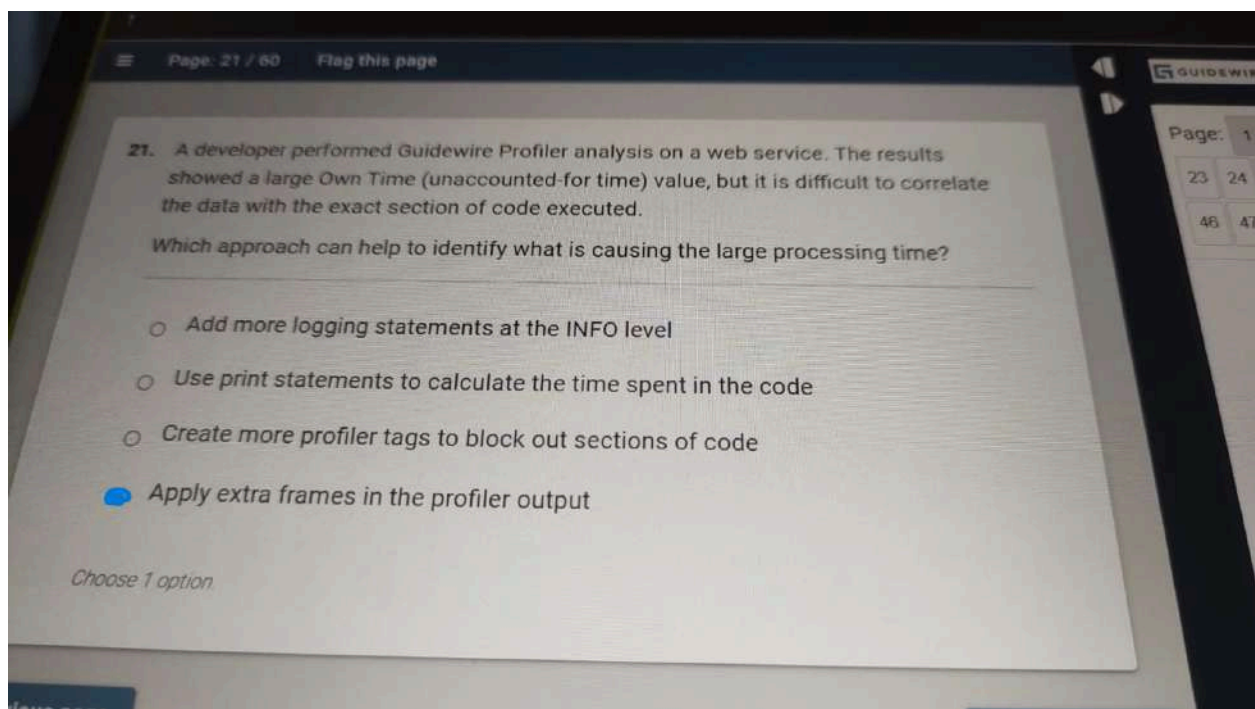 Page: 21 / 60 Flag this page
GUIDEWIR
Page: 1
23 24
46 47
21. A developer performed Guidewire Profiler analysis on a web service. The results
showed a large Own Time (unaccounted-for time) value, but it is difficult to correlate
the data with the exact section of code executed.
Which approach can help to identify what is causing the large processing time?
Add more logging statements at the INFO level
Use print statements to calculate the time spent in the code
Create more profiler tags to block out sections of code
Apply extra frames in the profiler output
Choose 1 option